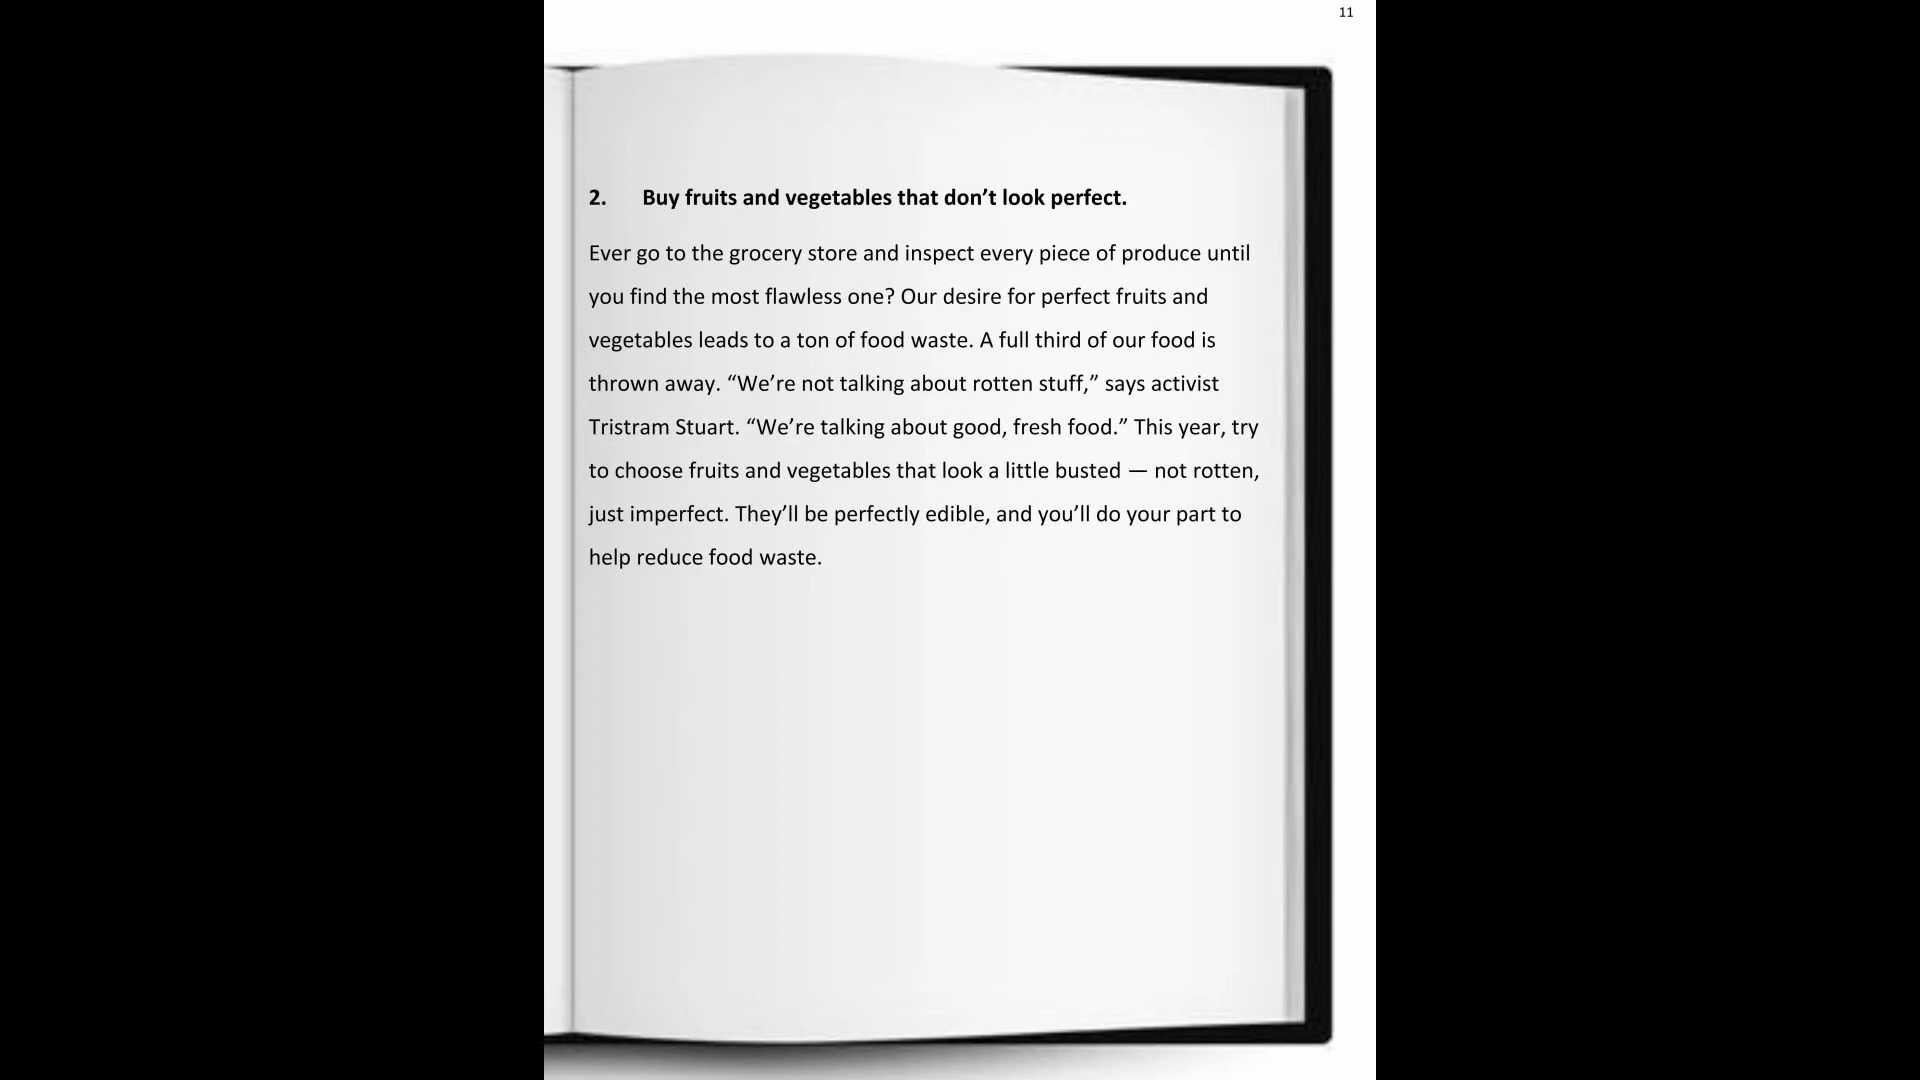 11
2. Buy fruits and vegetables that don’t look perfect.
Ever go to the grocery store and inspect every piece of produce until
you find the most flawless one? Our desire for perfect fruits and
vegetables leads to a ton of food waste. A full third of our food is
thrown away. “We’re not talking about rotten stuff,” says activist
Tristram Stuart. “We’re talking about good, fresh food.” This year, try
to choose fruits and vegetables that look a little busted — not rotten,
just imperfect. They’ll be perfectly edible, and you’ll do your part to
help reduce food waste.